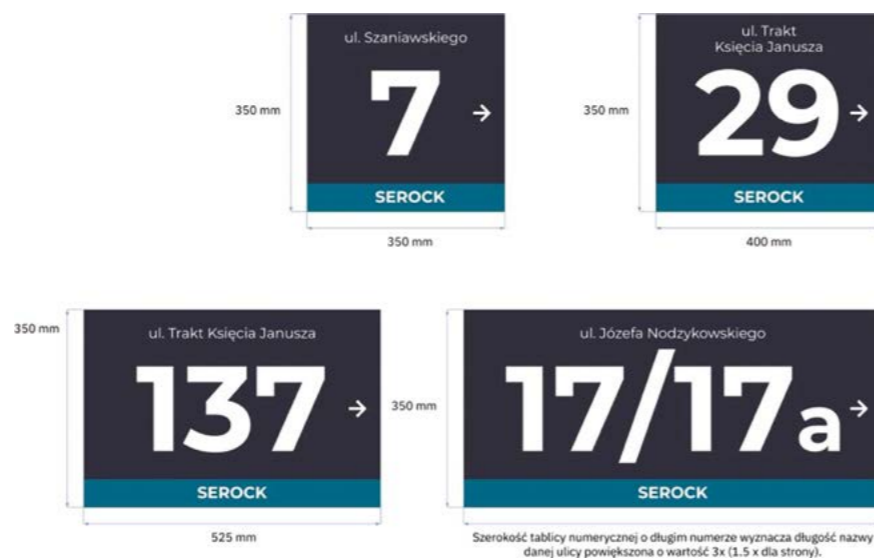 ul. Szaniawskiego
350 mm
7 →
SEROCK
350 mm
ul. Trakt
Księcia Janusza
350 mm
29 →
SEROCK
400 mm
350 mm
ul. Trakt Księcia Janusza
137 →
SEROCK
525 mm
ul. Józefa Nodzykowskiego
350 mm
17/17a →
SEROCK
Szerokość tablicy numerycznej o długim numerze wyznacza długość nazwy
danej ulicy powiększona o wartość 3x (1.5 x dla strony).